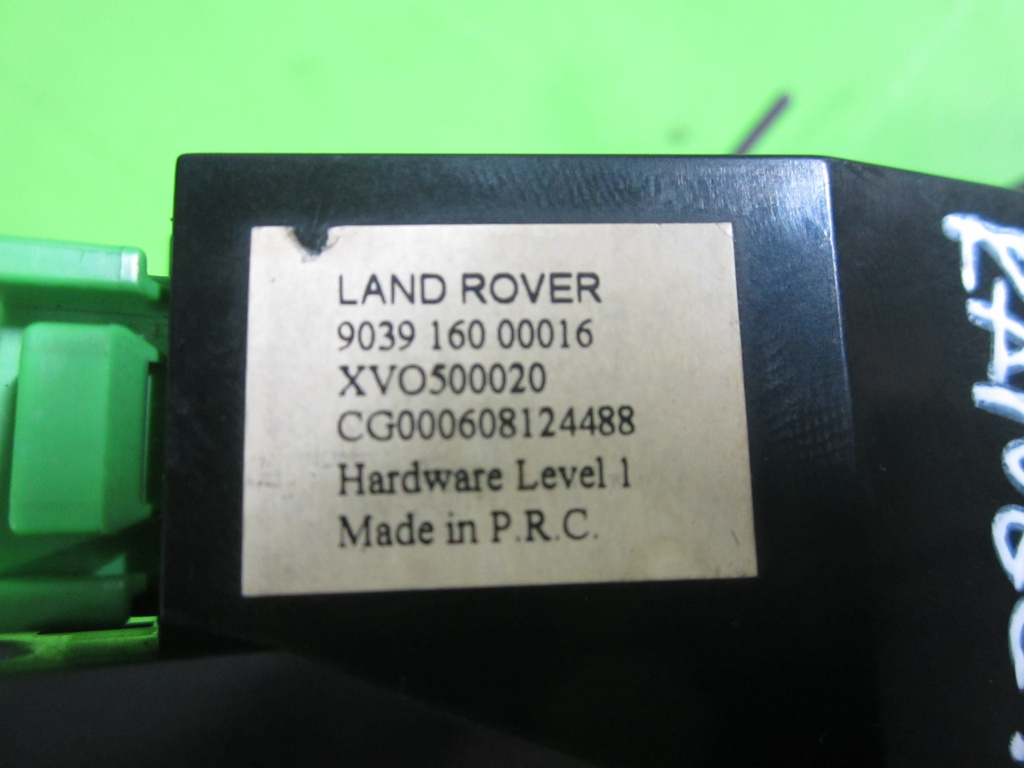 LAND ROVER
9039 160 00016
XVO500020
CG000608124488
Hardware Level 1
Made in P.R.C.